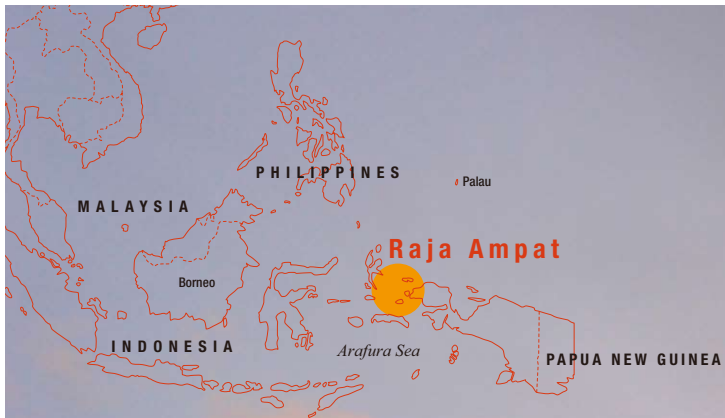 PHILIPPINES
Palau
MALAYSIA
Raja Ampat
Borneo
INDONESIA
Arafura Sea
PAPUA NEW GUINEA